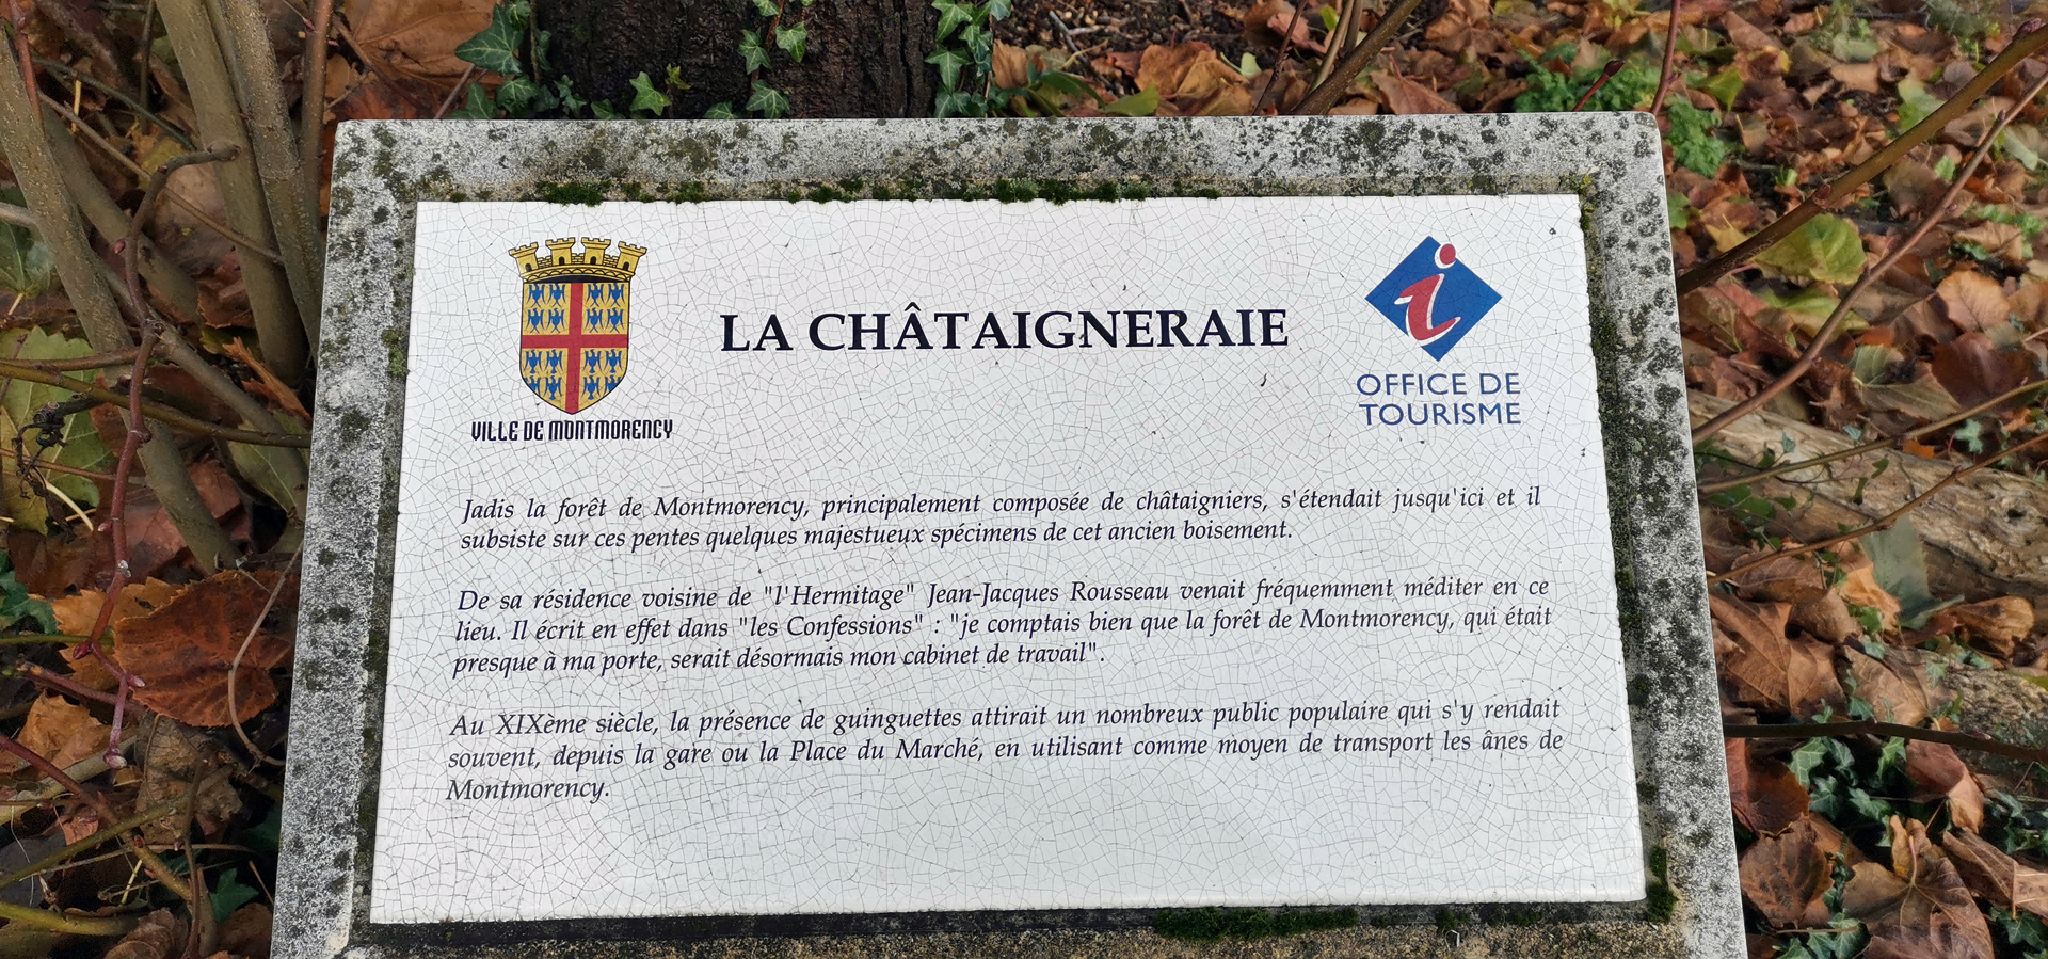 VILLE DE MONTMORENCY
LA CHÂTAIGNERAIE
OFFICE DE
TOURISME
Jadis la forêt de Montmorency, principalement composée de châtaigniers, s'étendait jusqu'ici et il
subsiste sur ces pentes quelques majestueux spécimens de cet ancien boisement.
De sa résidence voisine de "l'Hermitage" Jean-Jacques Rousseau venait fréquemment méditer en ce
lieu. Il écrit en effet dans "les Confessions" : "je comptais bien que la forêt de Montmorency, qui était
presque à ma porte, serait désormais mon cabinet de travail".
Au XIXème siècle, la présence de guinguettes attirait un nombreux public populaire qui s'y rendait
souvent, depuis la gare ou la Place du Marché, en utilisant comme moyen de transport les ânes de
Montmorency.